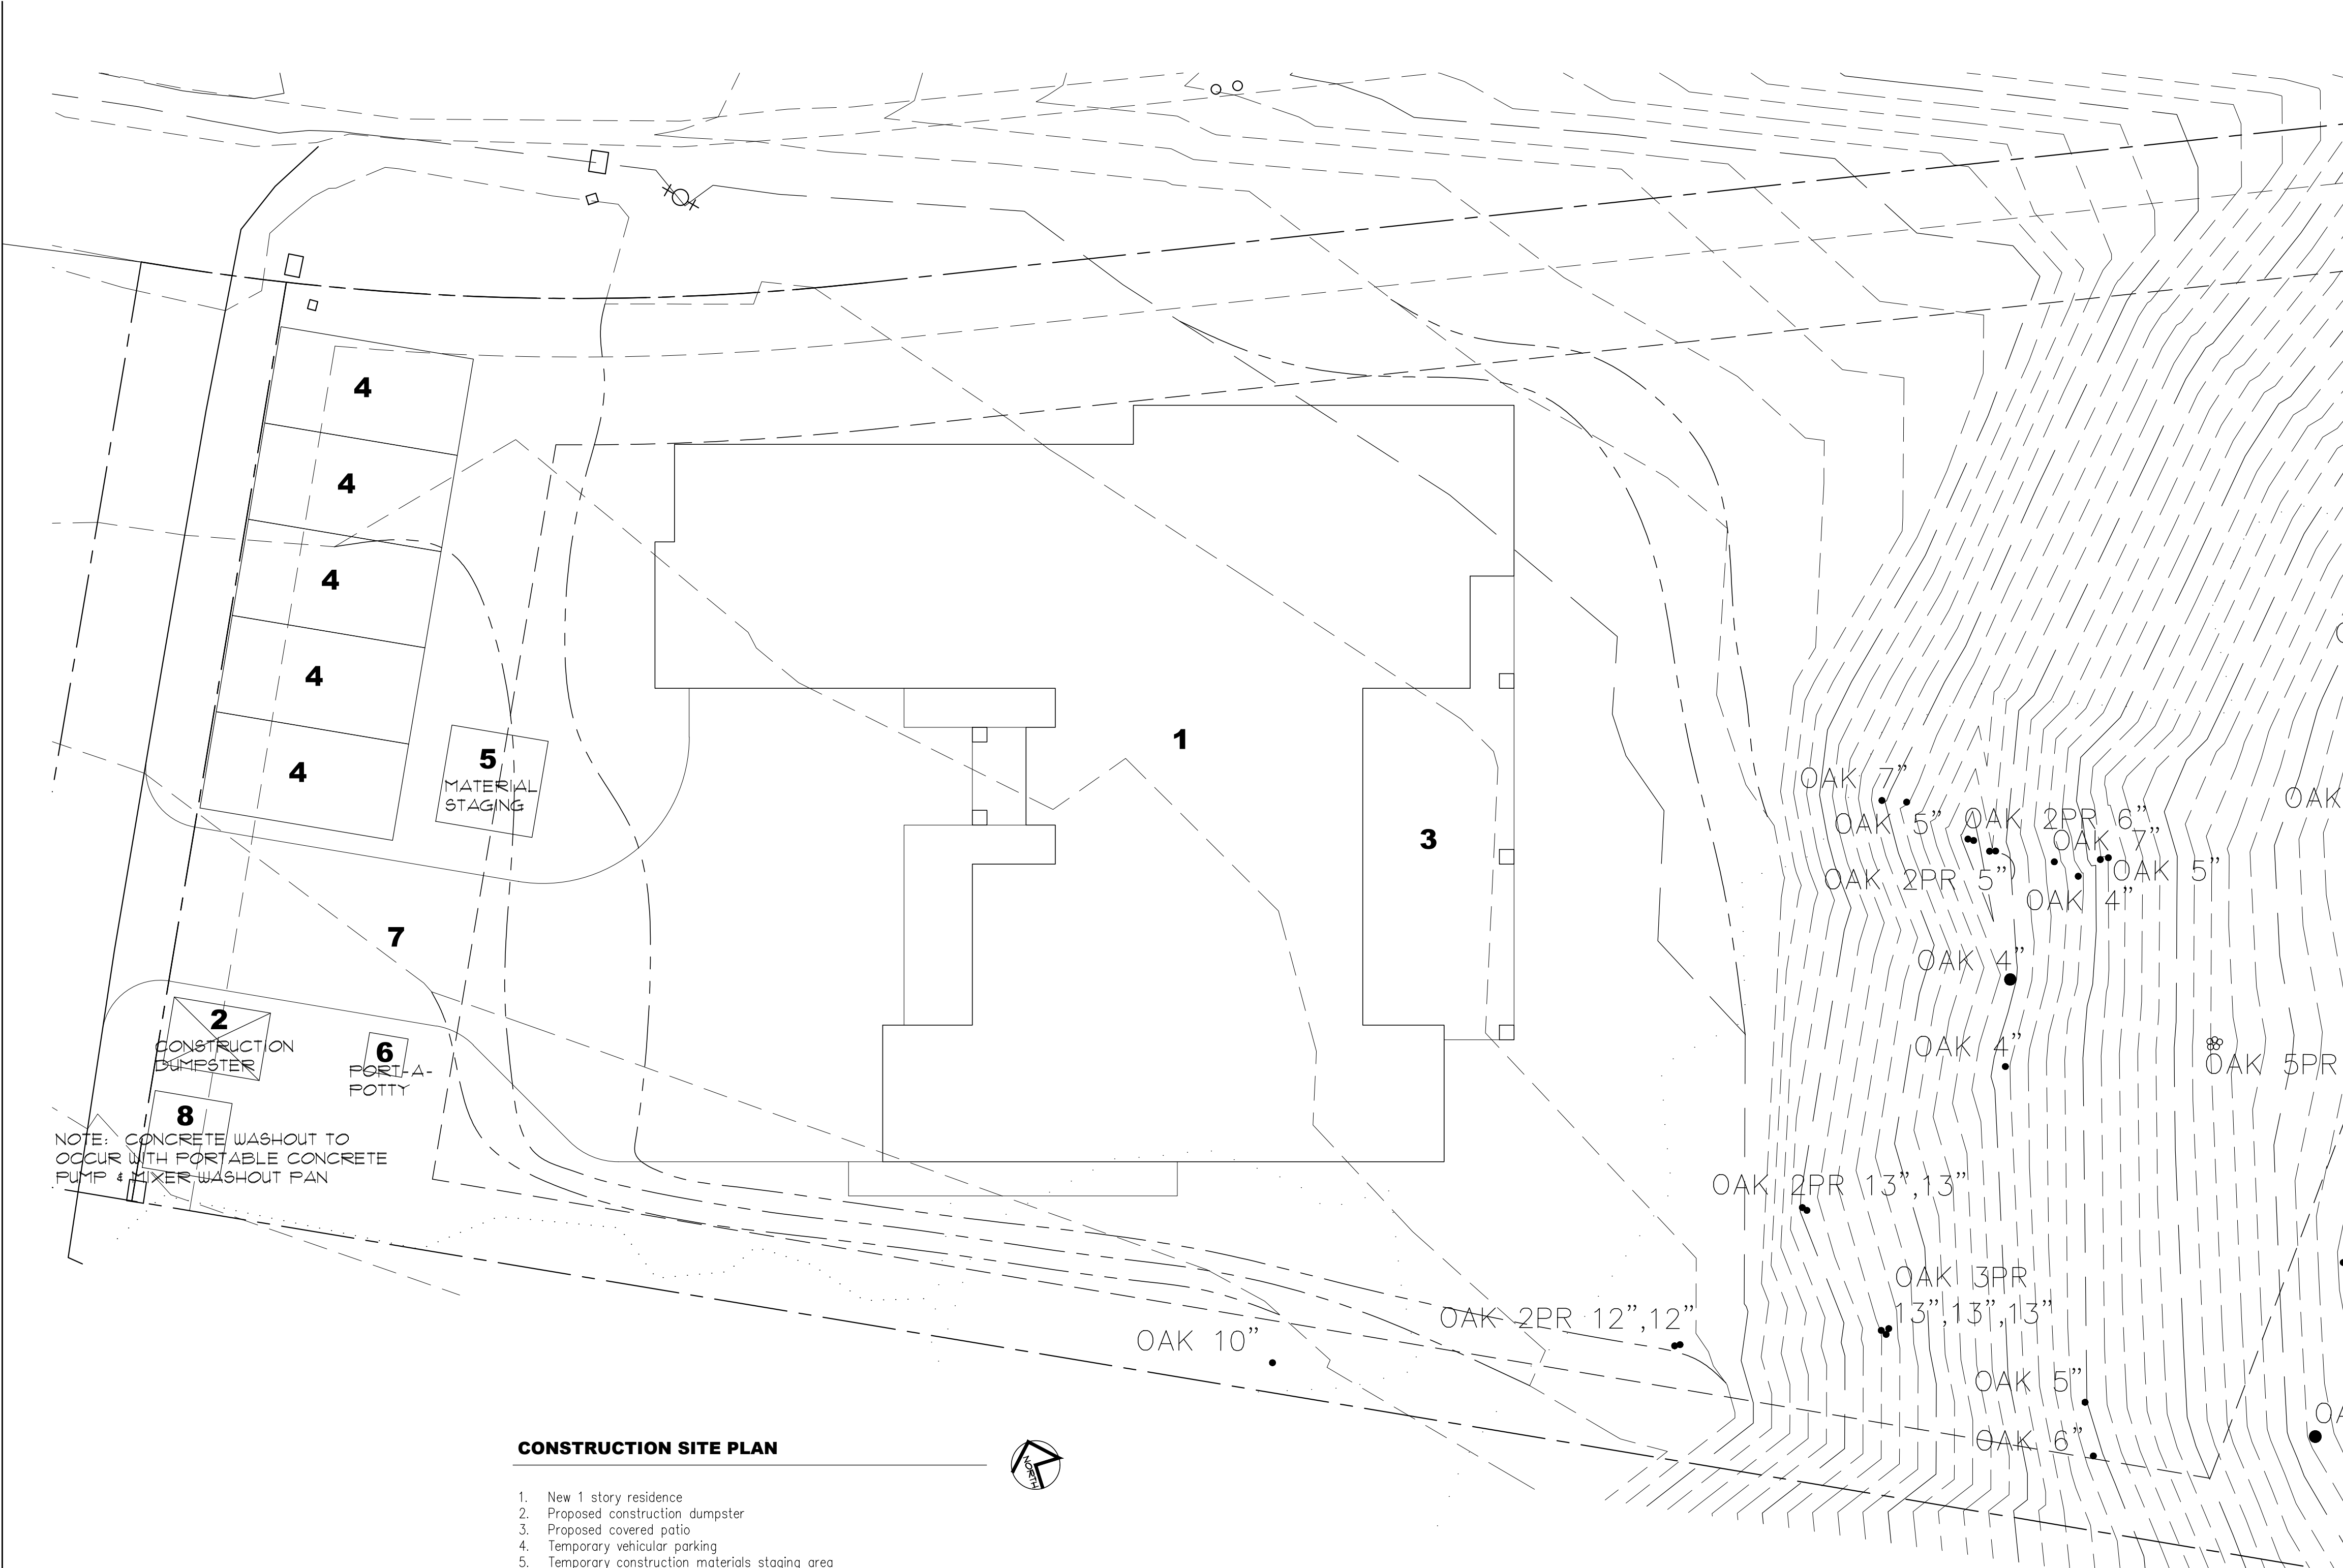 4
4
4
4
4
5
MATERIAL
STAGING
1
3
7
2
CONSTRUCTION
DUMPSTER
6
PORT-A-
POTTY
8
NOTE: CONCRETE WASHOUT TO
OCCUR WITH PORTABLE CONCRETE
PUMP & MIXER WASHOUT PAN
OAK 7"
OAK 5"
OAK 2PR 6"
OAK 7"
OAK 5"
OAK 2PR 5"
OAK 4"
OAK
OAK 4"
OAK 4"
OAK 5PR
OAK 2PR 13",13"
OAK 3PR
13",13",13"
OAK 2PR 12",12"
OAK 10"
OAK 5"
OAK 6"
CONSTRUCTION SITE PLAN
NORTH
1. New 1 story residence
2. Proposed construction dumpster
3. Proposed covered patio
4. Temporary vehicular parking
5. Temporary construction materials staging area